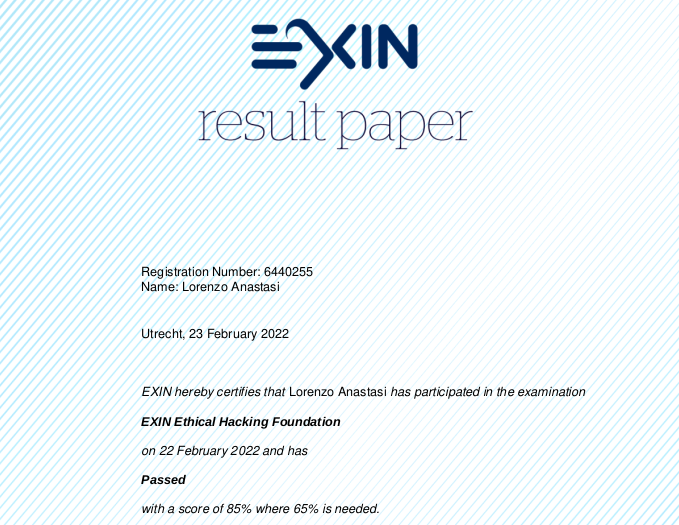 EXIN
result paper
Registration Number: 6440255
Name: Lorenzo Anastasi
Utrecht, 23 February 2022
EXIN hereby certifies that Lorenzo Anastasi has participated in the examination
EXIN Ethical Hacking Foundation
on 22 February 2022 and has
Passed
with a score of 85% where 65% is needed.